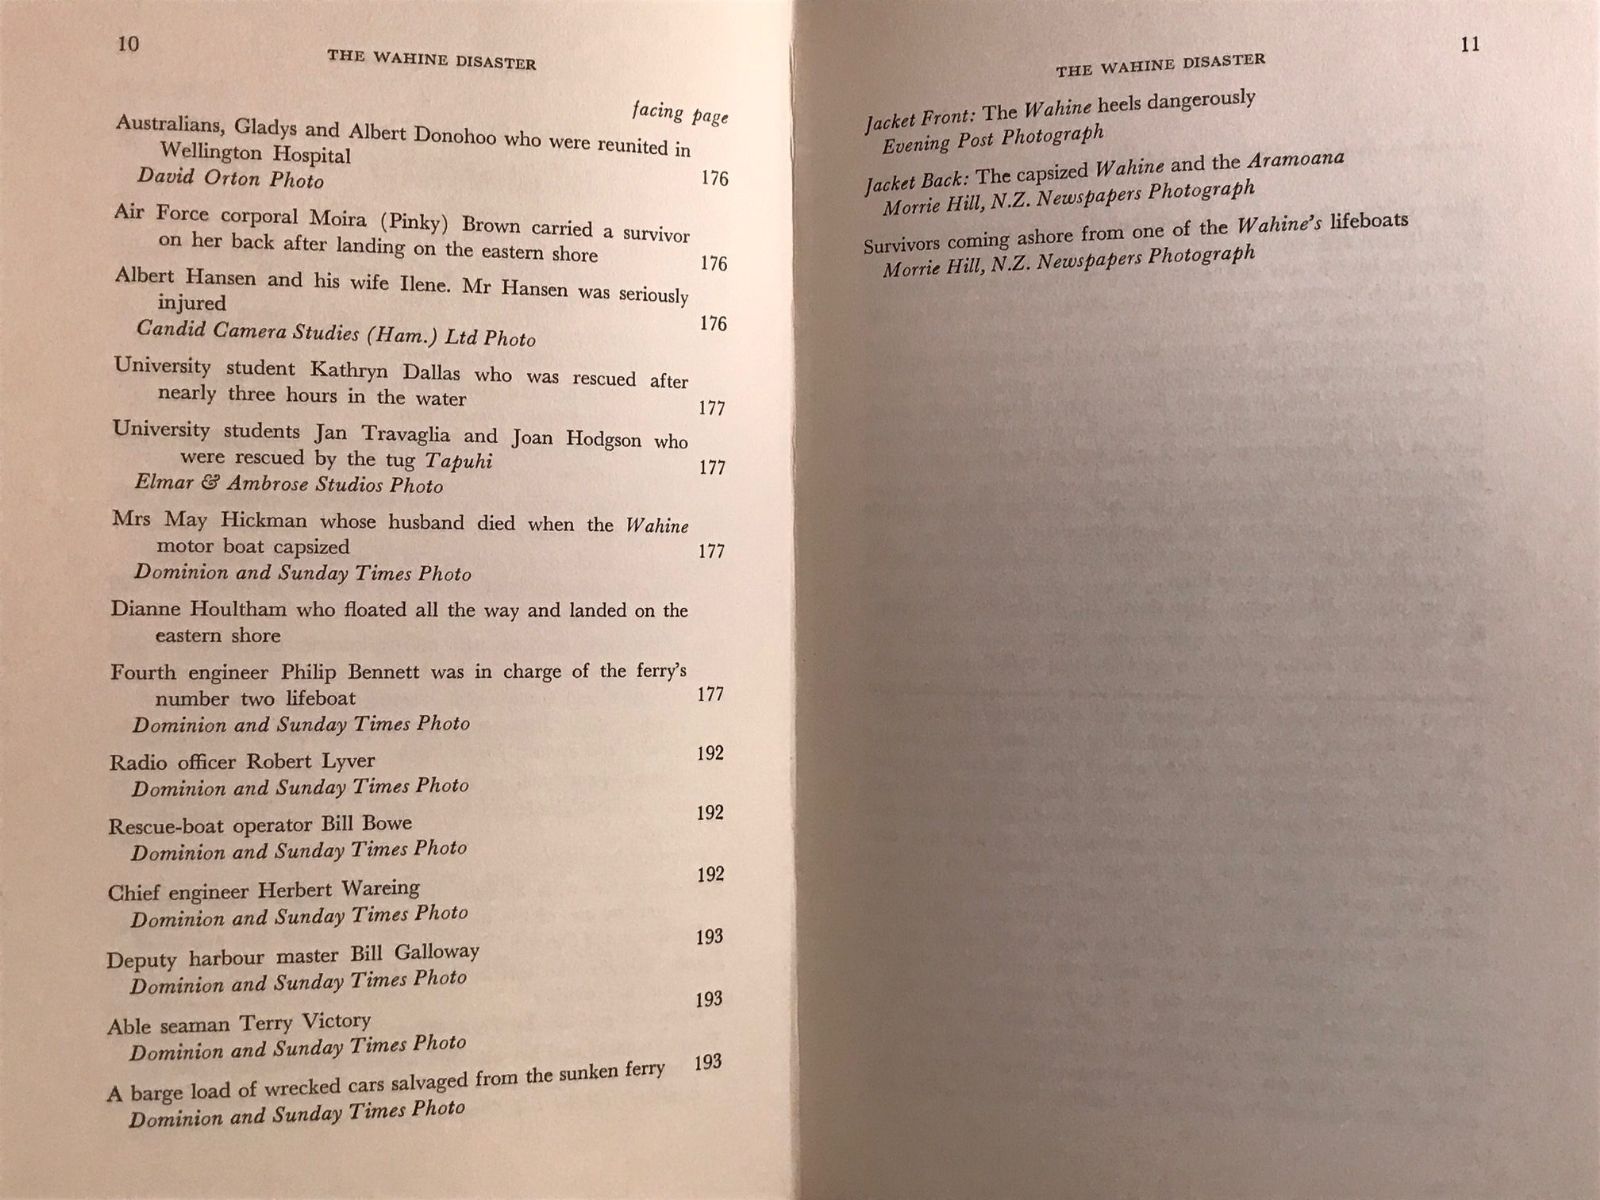 10
THE WAHINE DISASTER
facing page
Australians, Gladys and Albert Donohoo who were reunited in
Wellington Hospital 176
David Orton Photo
Air Force corporal Moira (Pinky) Brown carried a survivor
on her back after landing on the eastern shore 176
Albert Hansen and his wife Ilene. Mr Hansen was seriously
injured 176
Candid Camera Studies (Ham.) Ltd Photo
University student Kathryn Dallas who was rescued after
nearly three hours in the water 177
University students Jan Travaglia and Joan Hodgson who
were rescued by the tug Tapuhi 177
Elmar & Ambrose Studios Photo
Mrs May Hickman whose husband died when the Wahine
motor boat capsized 177
Dominion and Sunday Times Photo
Dianne Houltham who floated all the way and landed on the
eastern shore
Fourth engineer Philip Bennett was in charge of the ferry's
number two lifeboat 177
Dominion and Sunday Times Photo
Radio officer Robert Lyver 192
Dominion and Sunday Times Photo
Rescue-boat operator Bill Bowe 192
Dominion and Sunday Times Photo
Chief engineer Herbert Wareing 192
Dominion and Sunday Times Photo
Deputy harbour master Bill Galloway 193
Dominion and Sunday Times Photo
Able seaman Terry Victory 193
Dominion and Sunday Times Photo
A barge load of wrecked cars salvaged from the sunken ferry 193
Dominion and Sunday Times Photo
THE WAHINE DISASTER
11
Jacket Front: The Wahine heels dangerously
Evening Post Photograph
Jacket Back: The capsized Wahine and the Aramoana
Morrie Hill, N.Z. Newspapers Photograph
Survivors coming ashore from one of the Wahine's lifeboats
Morrie Hill, N.Z. Newspapers Photograph